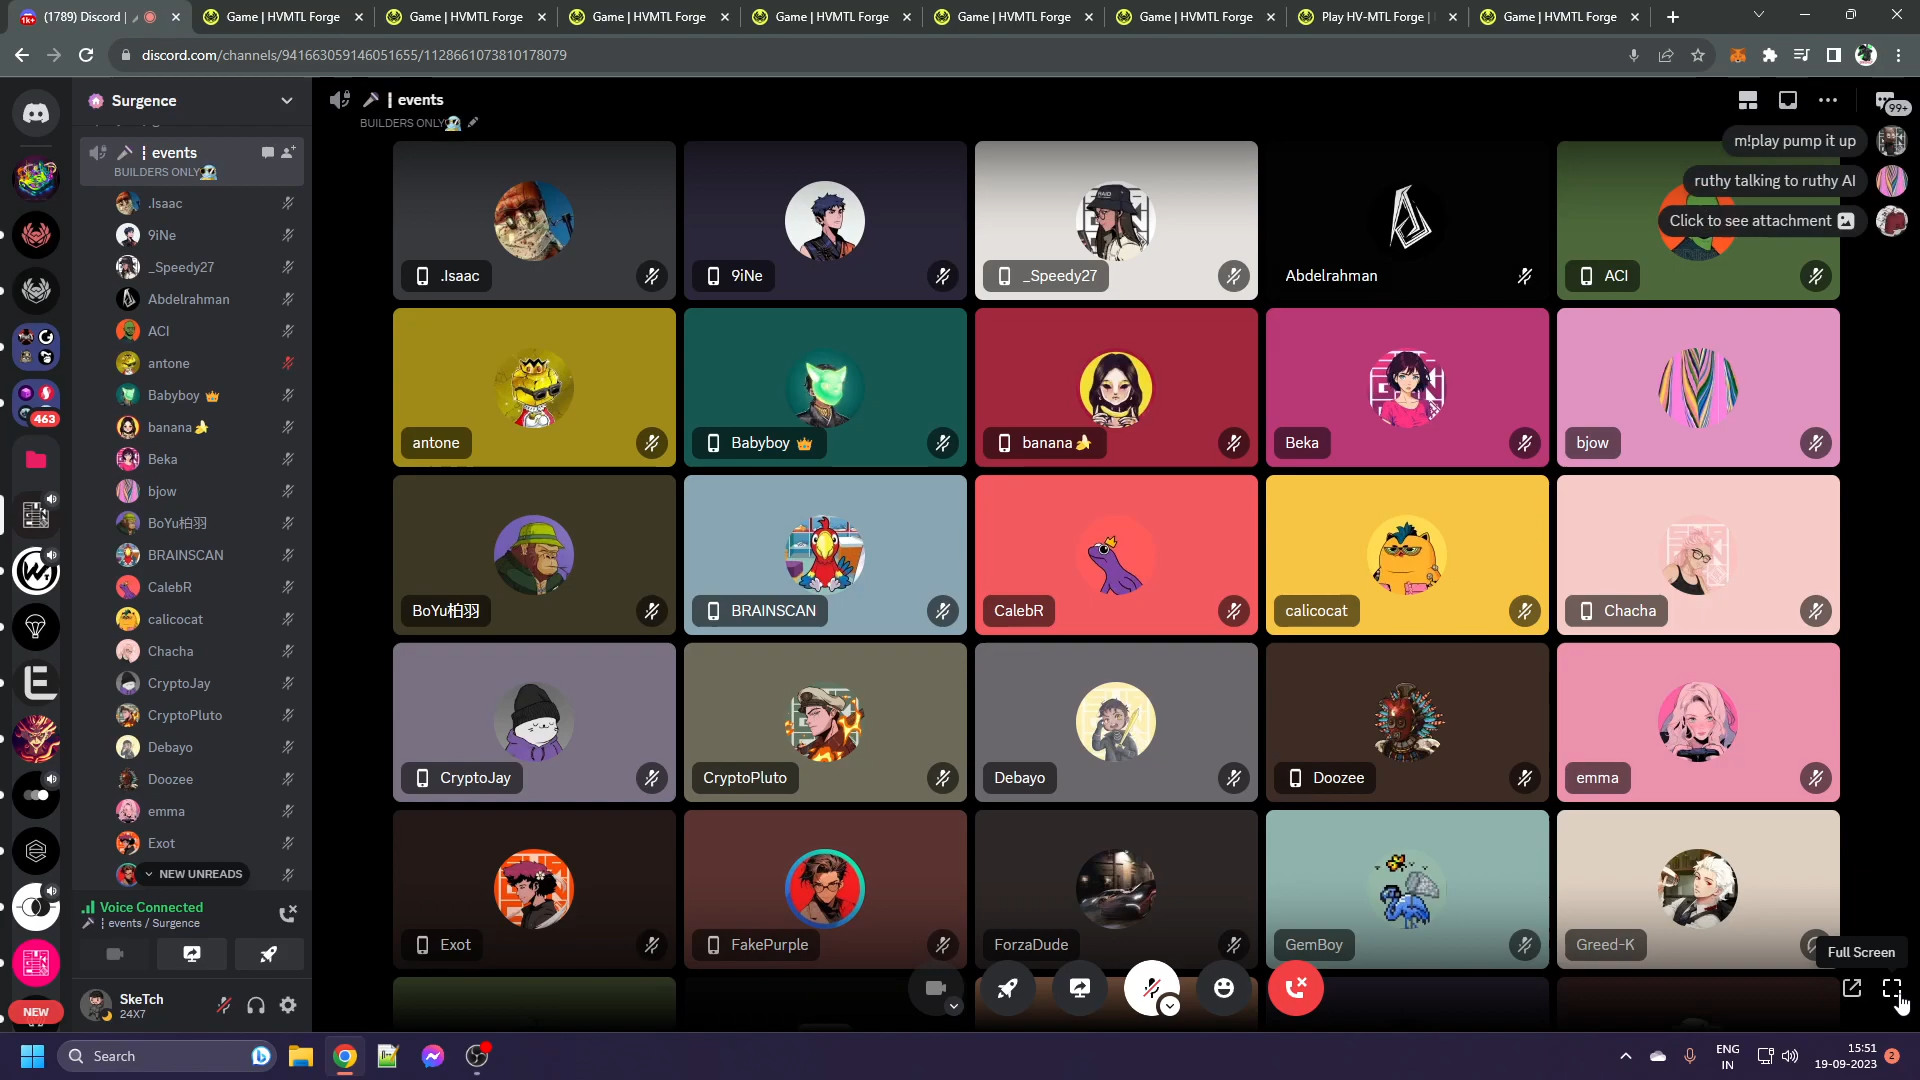 (1789) Discord |
Game | HVMTL Forge
Game | HVMTL Forge
Game | HVMTL Forge
Game | HVMTL Forge
Game | HVMTL Forge
Game | HVMTL Forge
Play HV-MTL Forge |
Game | HVMTL Forge
discord.com/channels/941663059146051655/1128661073810178079
Surgence
events
BUILDERS ONLY
.Isaac
9iNe
_Speedy27
Abdelrahman
ACI
antone
Babyboy
banana
Beka
bjow
BoYu柏羽
BRAINSCAN
CalebR
calicocat
Chacha
CryptoJay
CryptoPluto
Debayo
Doozee
emma
Exot
NEW UNREADS
463
NEW
Voice Connected
events / Surgence
SkeTch
24X7
| events
BUILDERS ONLY
99+
m!play pump it up
ruthy talking to ruthy AI
Click to see attachment
.Isaac
9iNe
_Speedy27
Abdelrahman
ACI
antone
Babyboy
banana
Beka
bjow
BoYu柏羽
BRAINSCAN
CalebR
calicocat
Chacha
CryptoJay
CryptoPluto
Debayo
Doozee
emma
Exot
FakePurple
ForzaDude
GemBoy
Greed-K
Full Screen
Search
ENG
IN
15:51
19-09-2023
2